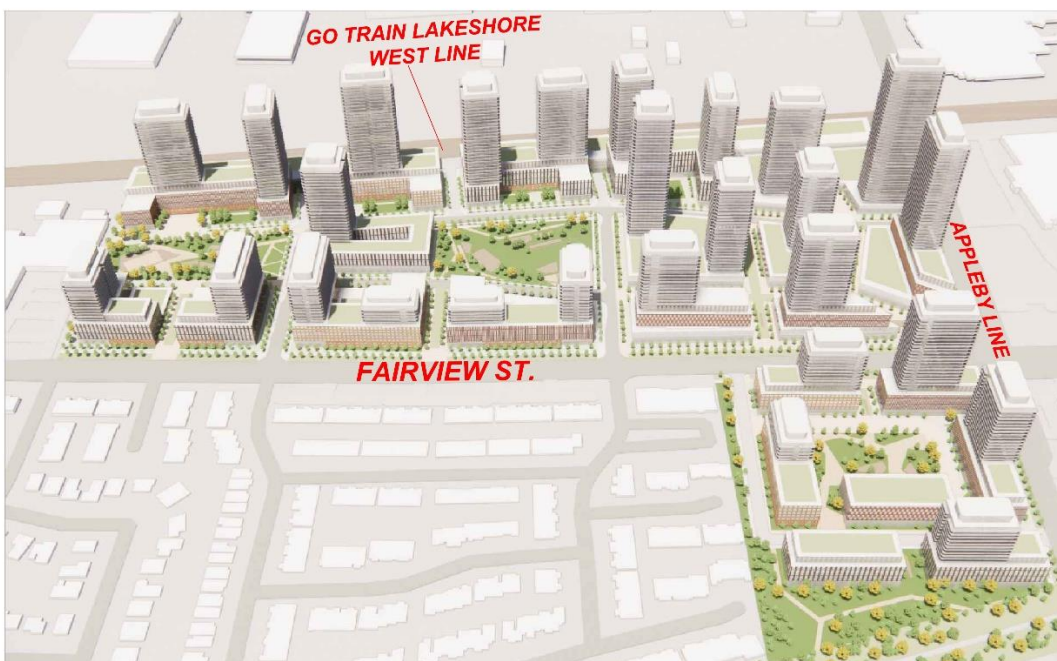 GO TRAIN LAKESHORE
WEST LINE
APPLEBY LINE
FAIRVIEW ST.